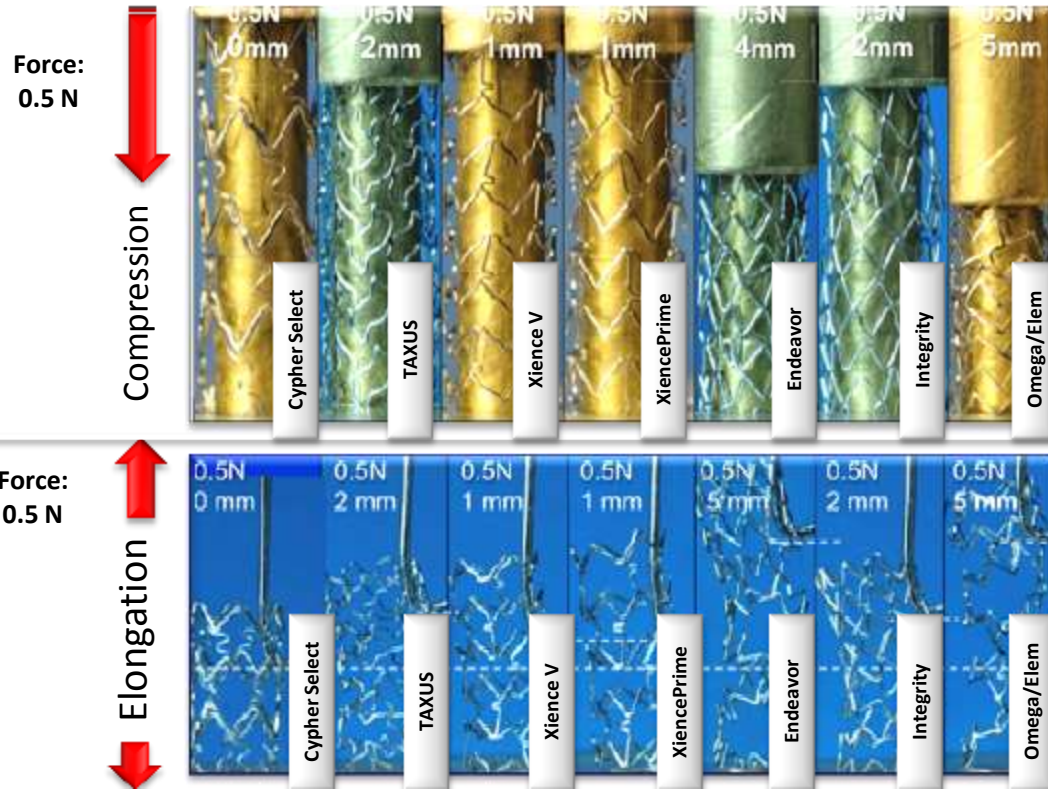 Force:
0.5 N
Compression
0.5N
0mm
0.5N
2mm
0.5N
1mm
0.5N
1mm
0.5N
4mm
0.5N
2mm
0.5N
5mm
Cypher Select
TAXUS
Xience V
XiencePrime
Endeavor
Integrity
Omega/Elem
Force:
0.5 N
Elongation
0.5N
0 mm
0.5N
2 mm
0.5N
1 mm
0.5N
1 mm
0.5N
5 mm
0.5N
2 mm
0.5N
5 mm
Cypher Select
TAXUS
Xience V
XiencePrime
Endeavor
Integrity
Omega/Elem